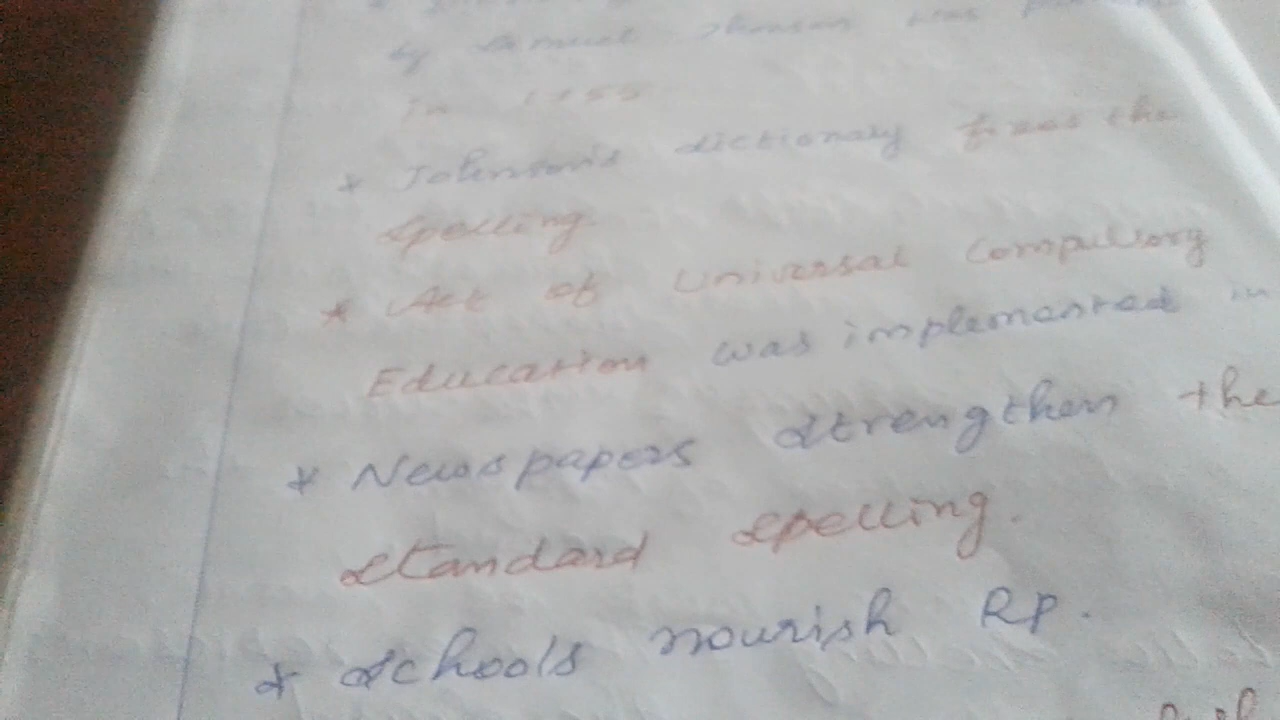 by Samuel Johnson was
in 1755
* Johnson's dictionary fixes the
spelling
* Act of Universal Compulsory
Education was implemented in
* Newspapers strengthen the
standard spelling.
* Schools nourish RP.